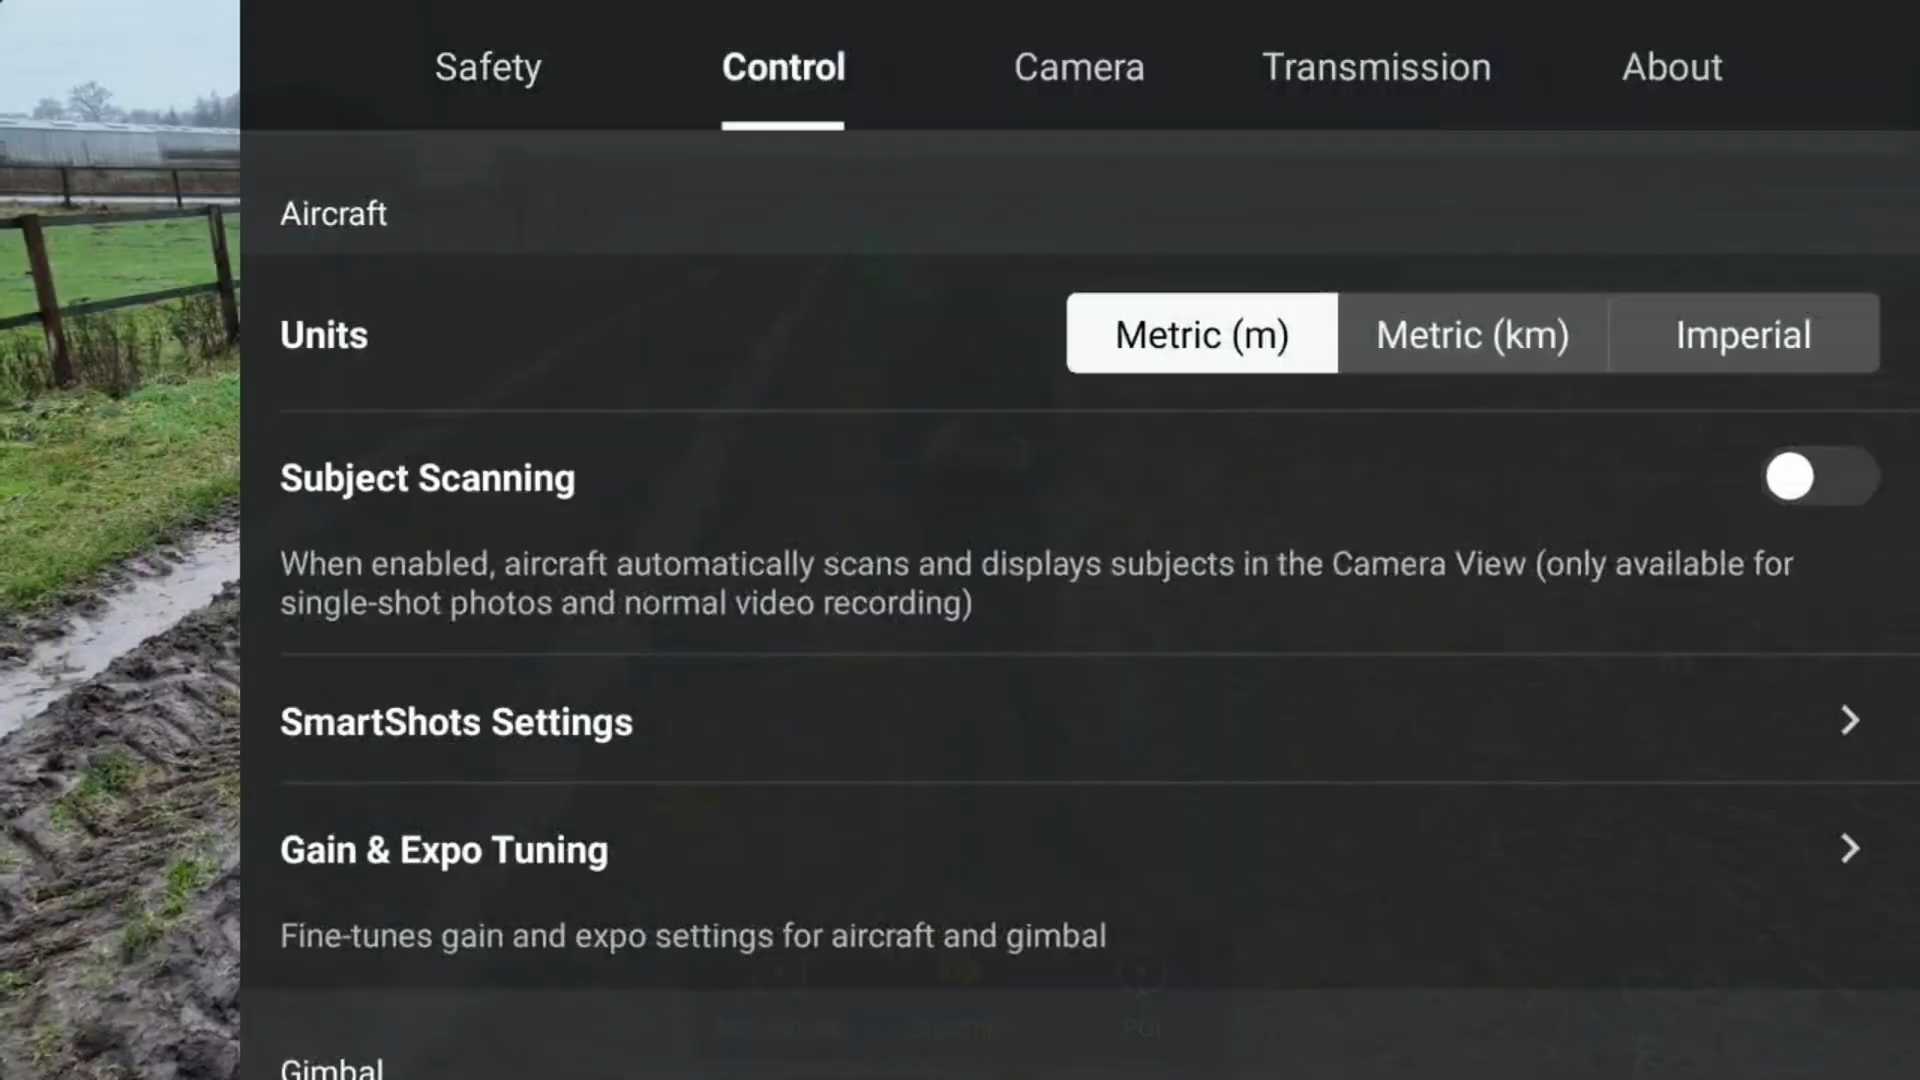 Safety Control Camera Transmission About
Aircraft
Units Metric (m) Metric (km) Imperial
Subject Scanning
When enabled, aircraft automatically scans and displays subjects in the Camera View (only available for
single-shot photos and normal video recording)
SmartShots Settings
Gain & Expo Tuning
Fine-tunes gain and expo settings for aircraft and gimbal
Gimbal